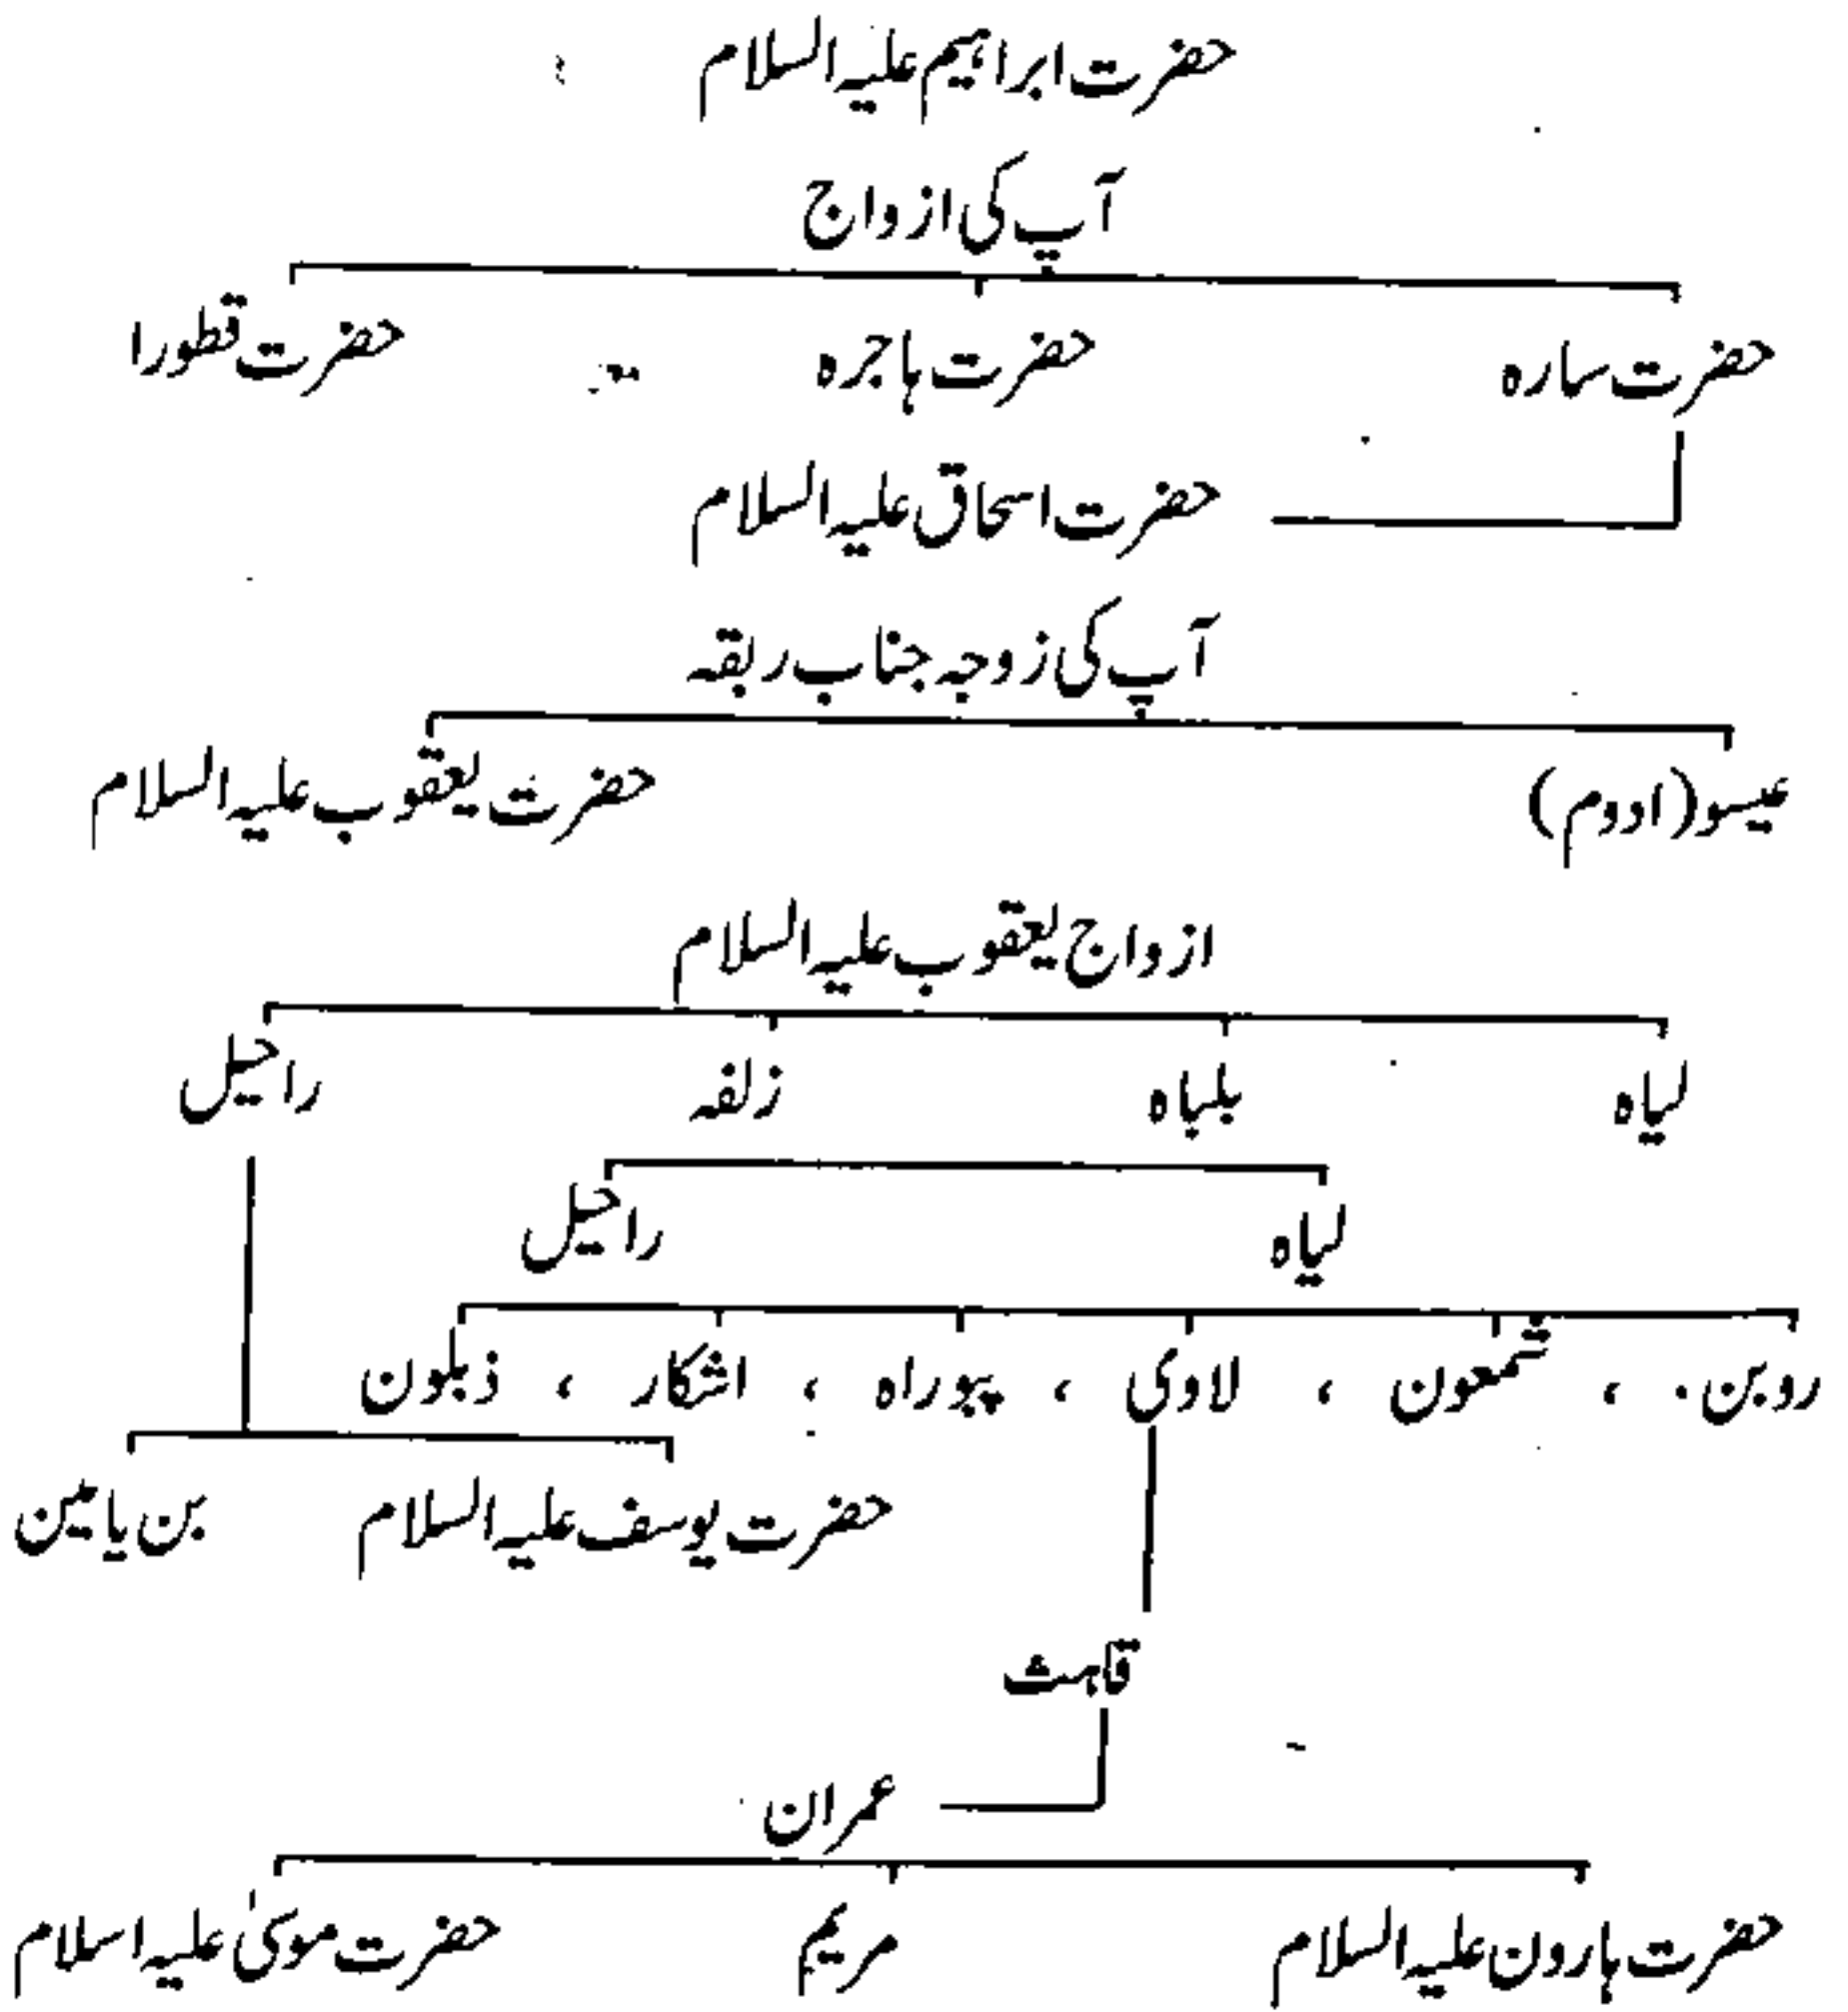 حضرت ابراہیم علیہ السلام
آپ کی ازواج
حضرت سارہ حضرت ہاجرہ حضرت قطورا
حضرت اسحاق علیہ السلام
آپ کی زوجہ جناب ربقہ
عیسو (ادوم) حضرت یعقوب علیہ السلام
ازواج یعقوب علیہ السلام
لیاہ بلہاہ زلفہ راحیل
لیاہ راحیل
روبن ، شمعون ، لاوی ، یہوراہ ، اشکار ، ذبلون
حضرت یوسف علیہ السلام بن یامین
قاہث
عمران
حضرت ہارون علیہ السلام مریم حضرت موسیٰ علیہ اسلام